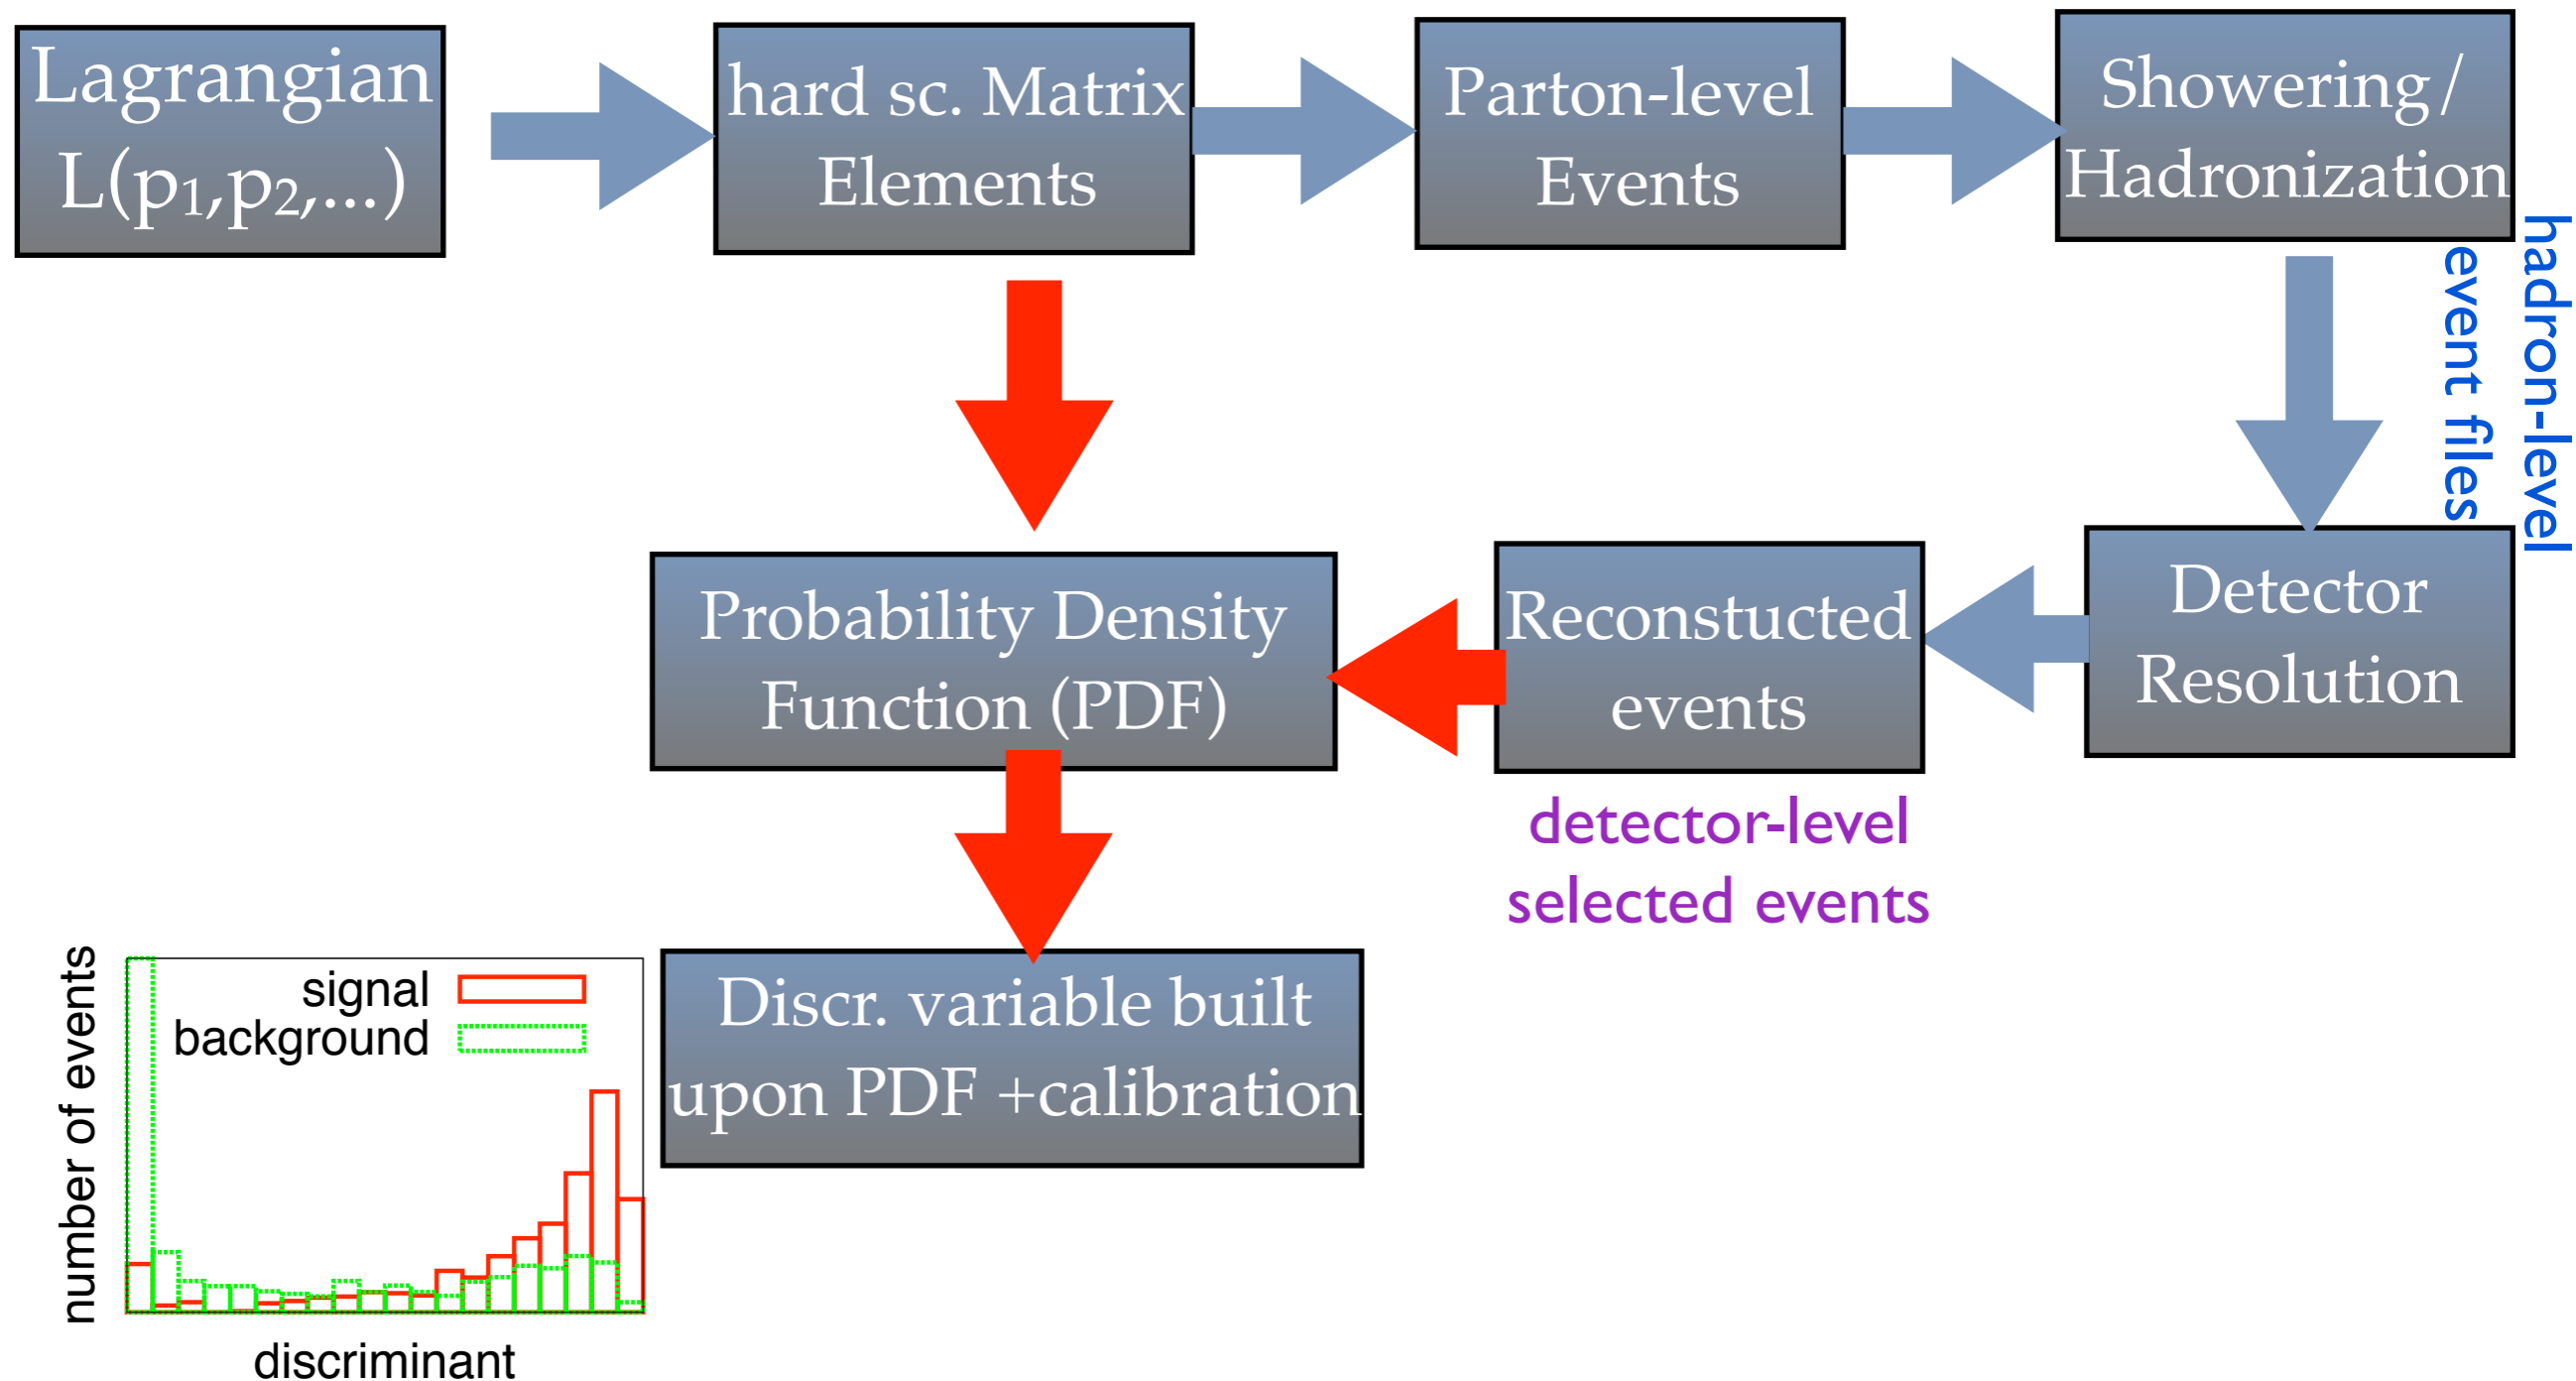 Lagrangian
L(p₁,p₂,...)
hard sc. Matrix
Elements
Parton-level
Events
Showering/
Hadronization
hadron-level
event files
Probability Density
Function (PDF)
Reconstucted
events
Detector
Resolution
detector-level
selected events
Discr. variable built
upon PDF +calibration
number of events
signal
background
discriminant